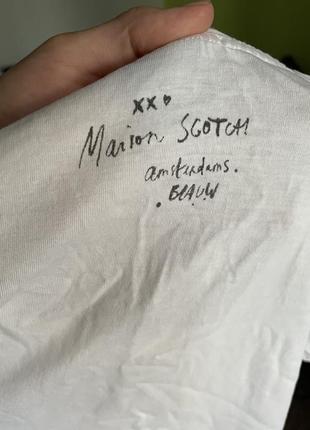 xx♥
Maison SCOTCH
amsterdams.
.BLAUW